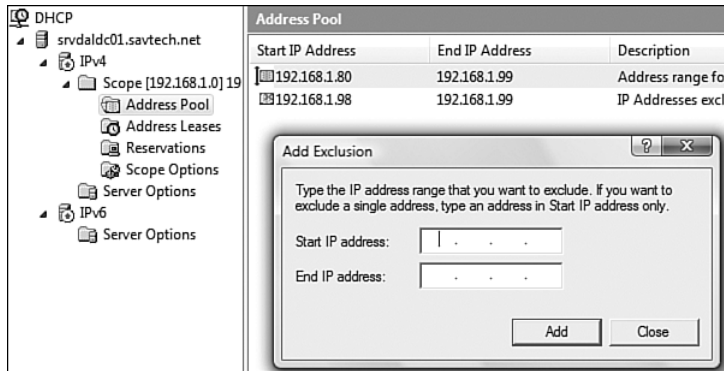 DHCP
srvdaldc01.savtech.net
IPv4
Scope [192.168.1.0] 19
Address Pool
Address Leases
Reservations
Scope Options
Server Options
IPv6
Server Options
Address Pool
Start IP Address End IP Address Description
192.168.1.80 192.168.1.99 Address range fo
192.168.1.98 192.168.1.99 IP Addresses excl
Add Exclusion
Type the IP address range that you want to exclude. If you want to
exclude a single address, type an address in Start IP address only.
Start IP address:
End IP address:
Add Close